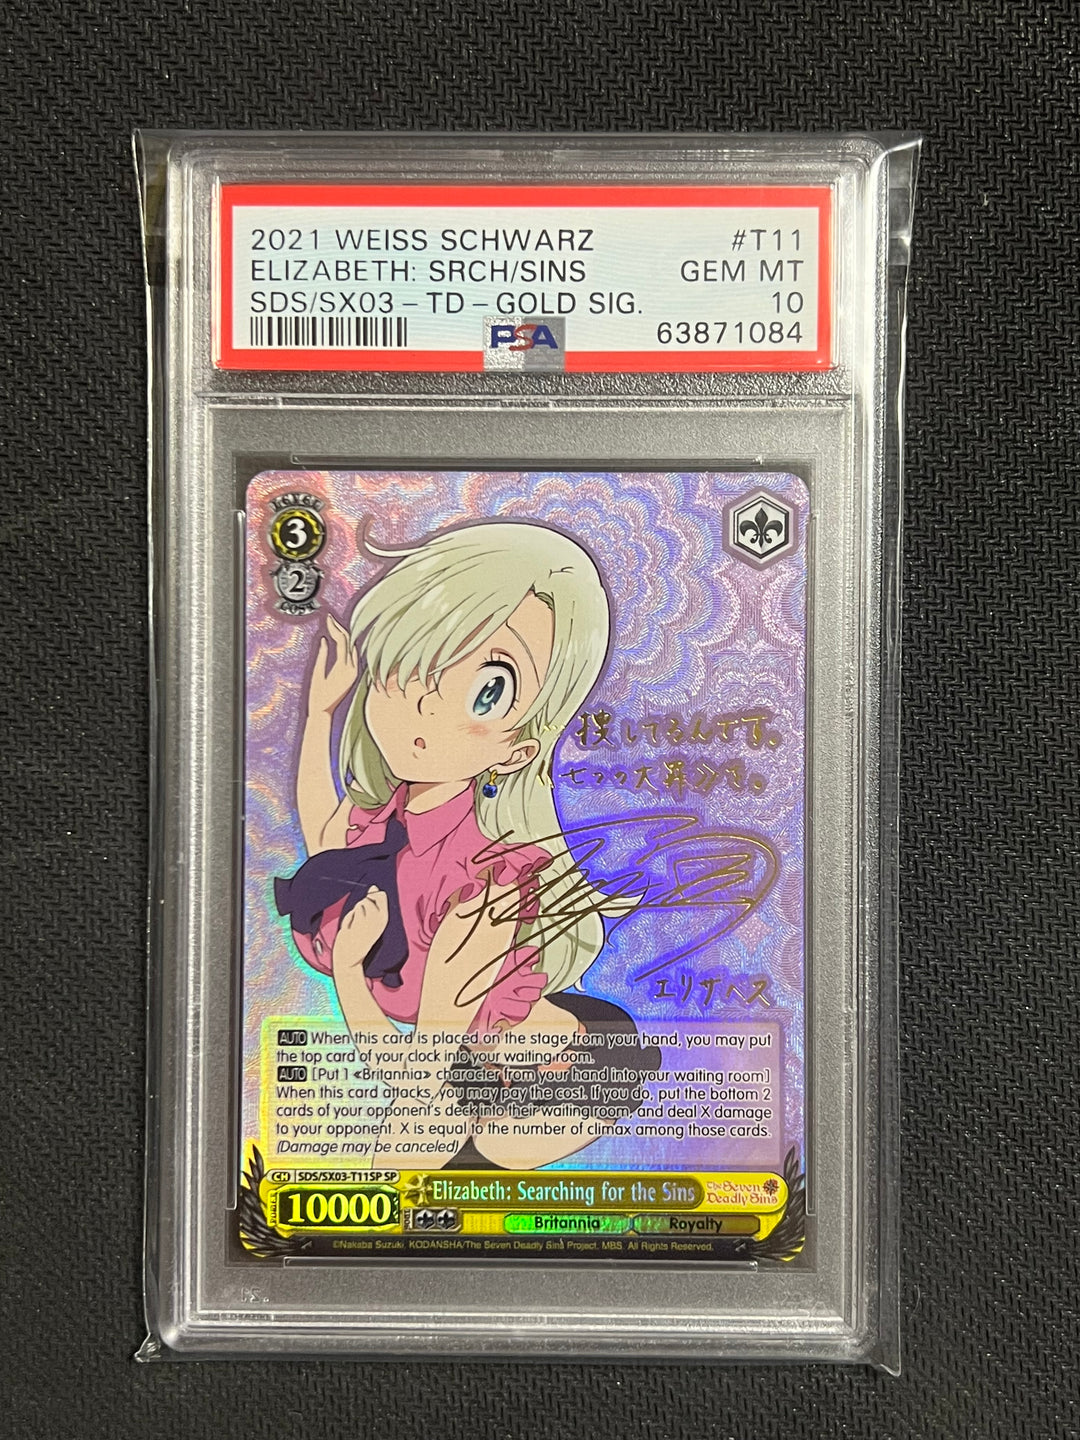 2021 WEISS SCHWARZ #T11
ELIZABETH: SRCH/SINS GEM MT
SDS/SX03-TD-GOLD SIG. 10
PSA 63871084
LEVEL
3
2
COST
捜してるんです。
七つの大罪を。
エリザベス
AUTO When this card is placed on the stage from your hand, you may put
the top card of your clock into your waiting room.
AUTO [Put 1 «Britannia» character from your hand into your waiting room]
When this card attacks, you may pay the cost. If you do, put the bottom 2
cards of your opponent's deck into their waiting room, and deal X damage
to your opponent. X is equal to the number of climax among those cards.
(Damage may be canceled)
CH SDS/SX03-T11SP SP
Elizabeth: Searching for the Sins
The Seven
Deadly Sins
POWER 10000
SOUL
Britannia Royalty
©Nakaba Suzuki, KODANSHA/The Seven Deadly Sins Project, MBS. All Rights Reserved.